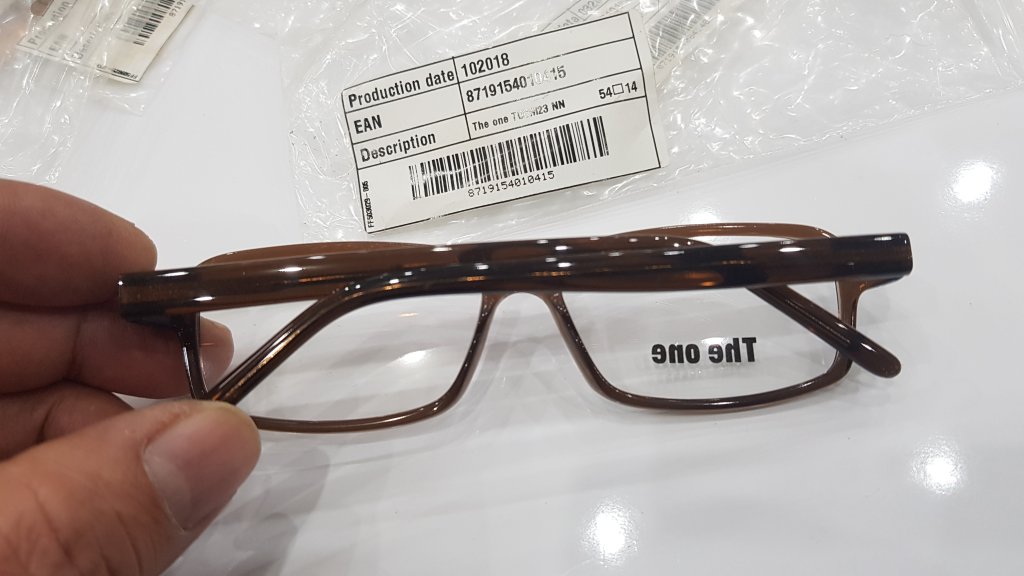 Production date 102018
EAN 8719154010415
Description The one NN 54□14
8719154010415
The one